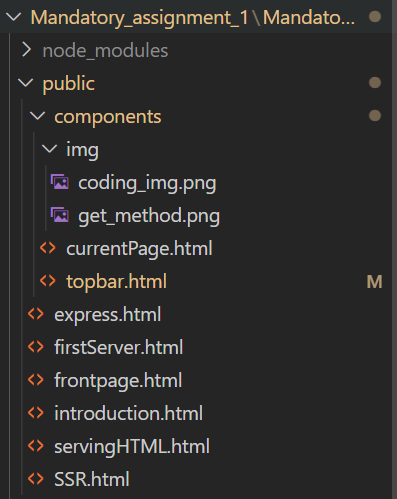 Mandatory_assignment_1\Mandato...
node_modules
public
components
img
coding_img.png
get_method.png
currentPage.html
topbar.html M
express.html
firstServer.html
frontpage.html
introduction.html
servingHTML.html
SSR.html